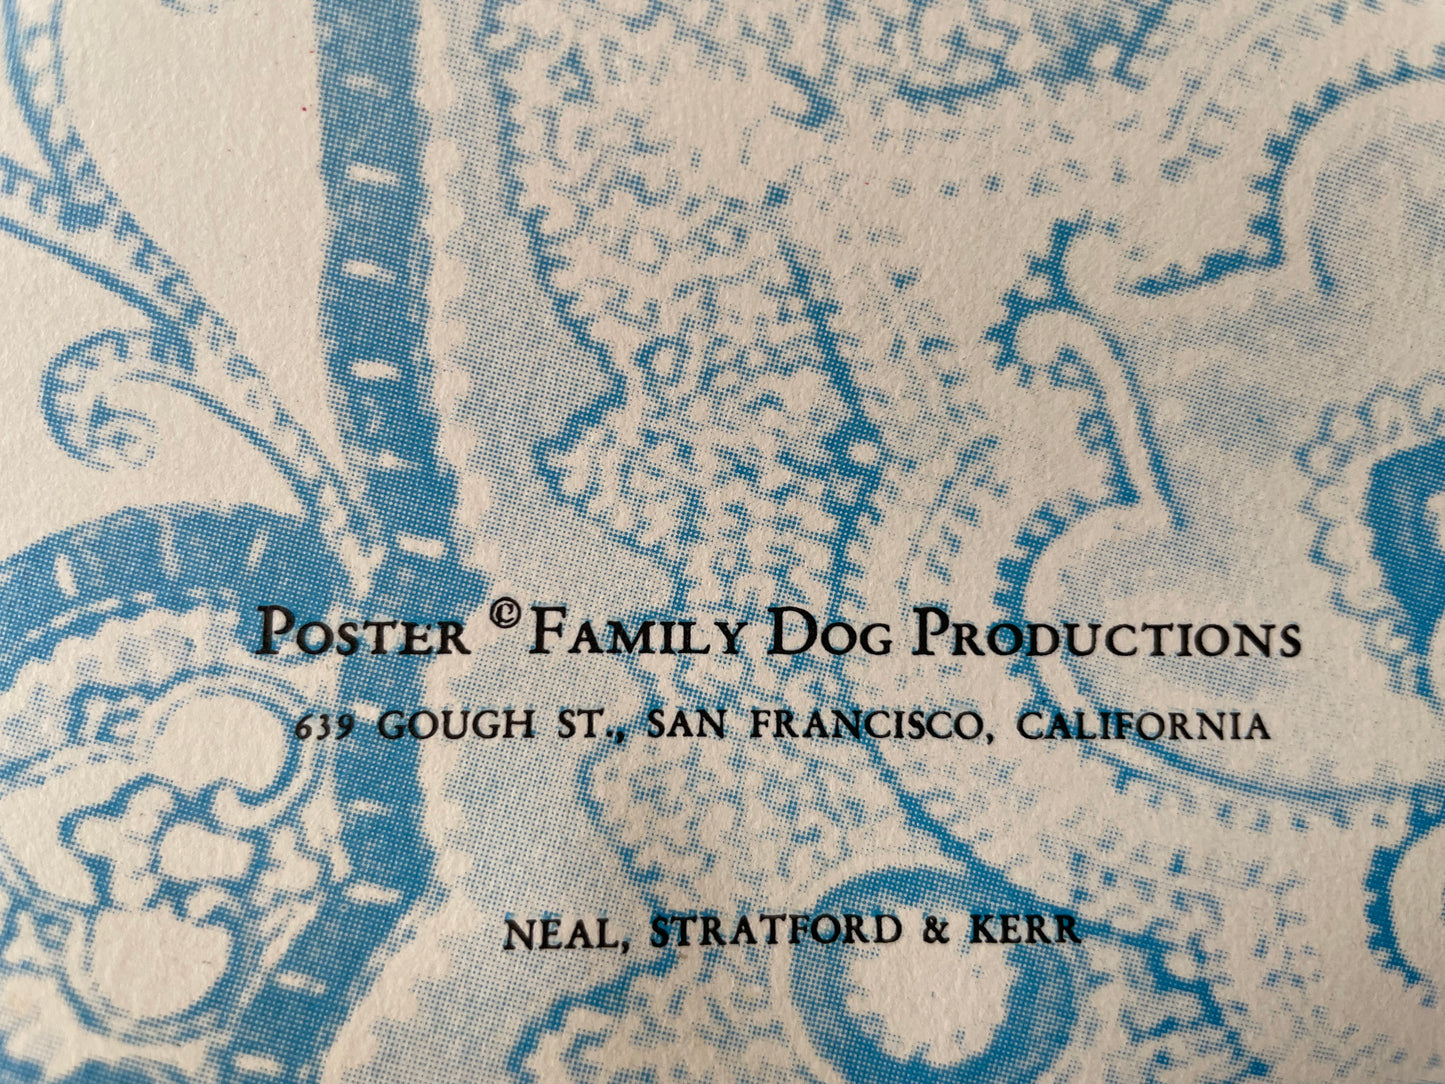 Poster © Family Dog Productions
639 GOUGH ST., SAN FRANCISCO, CALIFORNIA
NEAL, STRATFORD & KERR